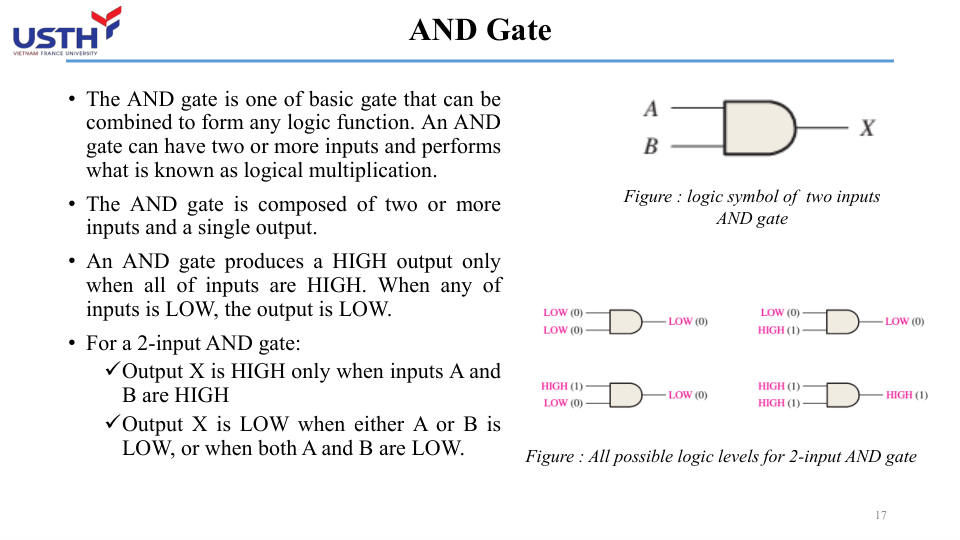 USTH
VIETNAM FRANCE UNIVERSITY
AND Gate
• The AND gate is one of basic gate that can be
combined to form any logic function. An AND
gate can have two or more inputs and performs
what is known as logical multiplication.
• The AND gate is composed of two or more
inputs and a single output.
• An AND gate produces a HIGH output only
when all of inputs are HIGH. When any of
inputs is LOW, the output is LOW.
• For a 2-input AND gate:
✓Output X is HIGH only when inputs A and
B are HIGH
✓Output X is LOW when either A or B is
LOW, or when both A and B are LOW.
A
B
X
Figure : logic symbol of two inputs
AND gate
LOW (0)
LOW (0)
LOW (0)
LOW (0)
HIGH (1)
LOW (0)
HIGH (1)
LOW (0)
LOW (0)
HIGH (1)
HIGH (1)
HIGH (1)
Figure : All possible logic levels for 2-input AND gate
17